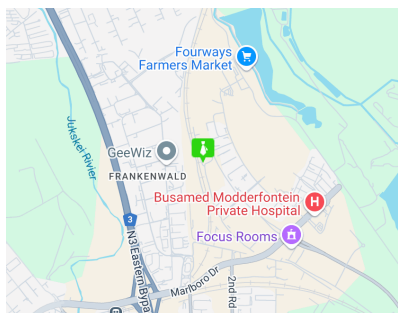 Fourways
Farmers Market
Jukskei Rivier
GeeWiz
FRANKENWALD
Busamed Modderfontein
Private Hospital
H
3
N3 Eastern Bypa
Focus Rooms
Marlboro Dr
2nd Rd